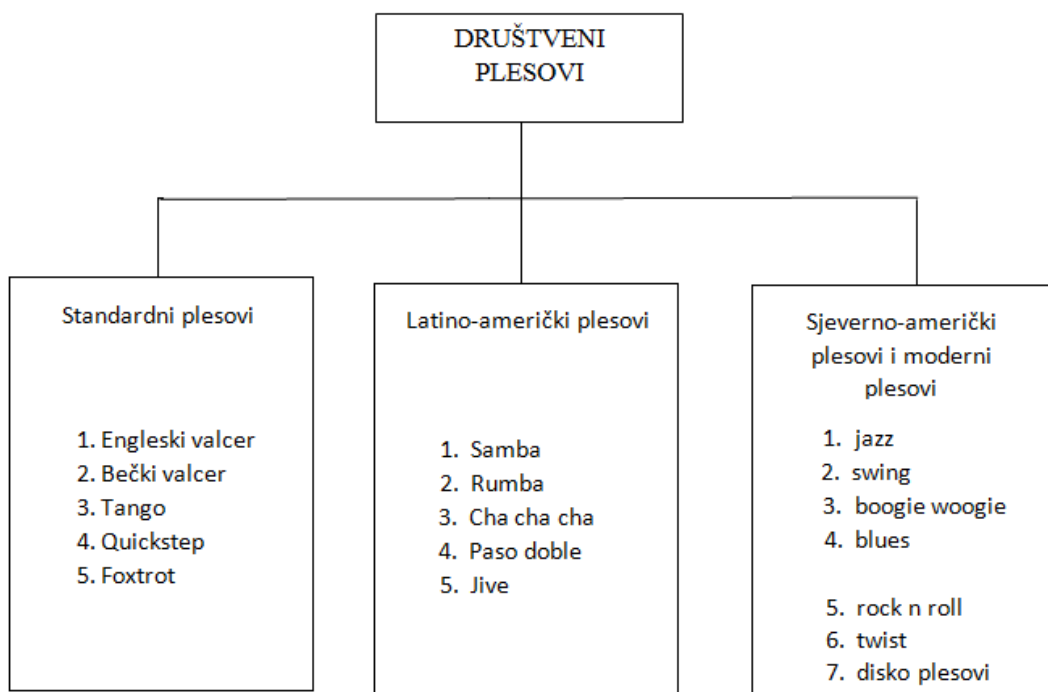 DRUŠTVENI
PLESOVI
Standardni plesovi
1. Engleski valcer
2. Bečki valcer
3. Tango
4. Quickstep
5. Foxtrot
Latino-američki plesovi
1. Samba
2. Rumba
3. Cha cha cha
4. Paso doble
5. Jive
Sjeverno-američki
plesovi i moderni
plesovi
1. jazz
2. swing
3. boogie woogie
4. blues
5. rock n roll
6. twist
7. disko plesovi